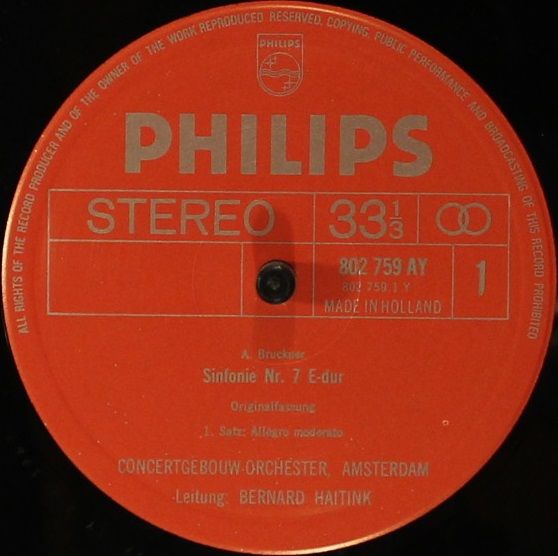 ALL RIGHTS OF THE RECORD PRODUCER AND OF THE OWNER OF THE WORK REPRODUCED RESERVED. COPYING, PUBLIC PERFORMANCE AND BROADCASTING OF THIS RECORD PROHIBITED
PHILIPS
PHILIPS
STEREO 33 1/3
802 759 AY 1
802 759.1 Y
MADE IN HOLLAND
A. Bruckner
Sinfonie Nr. 7 E-dur
Originalfassung
1. Satz: Allegro moderato
CONCERTGEBOUW-ORCHESTER, AMSTERDAM
Leitung: BERNARD HAITINK